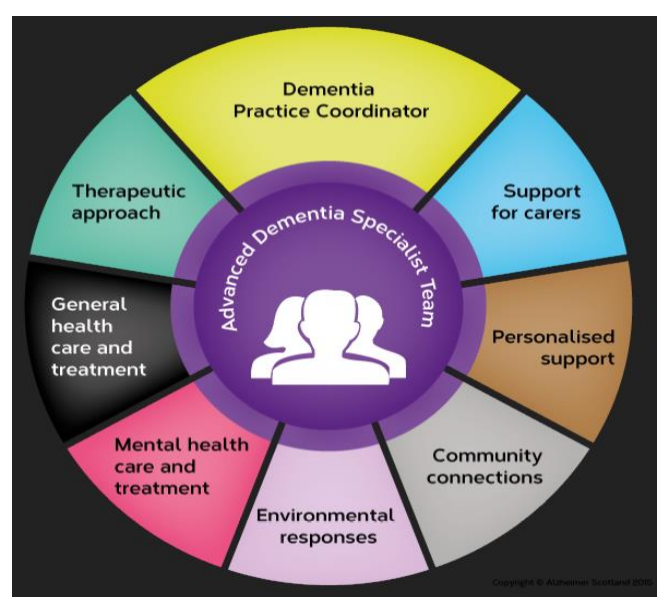 Dementia
Practice Coordinator
Support
for carers
Personalised
support
Community
connections
Environmental
responses
Mental health
care and
treatment
General
health
care and
treatment
Therapeutic
approach
Advanced Dementia Specialist Team
Copyright © Alzheimer Scotland 2015